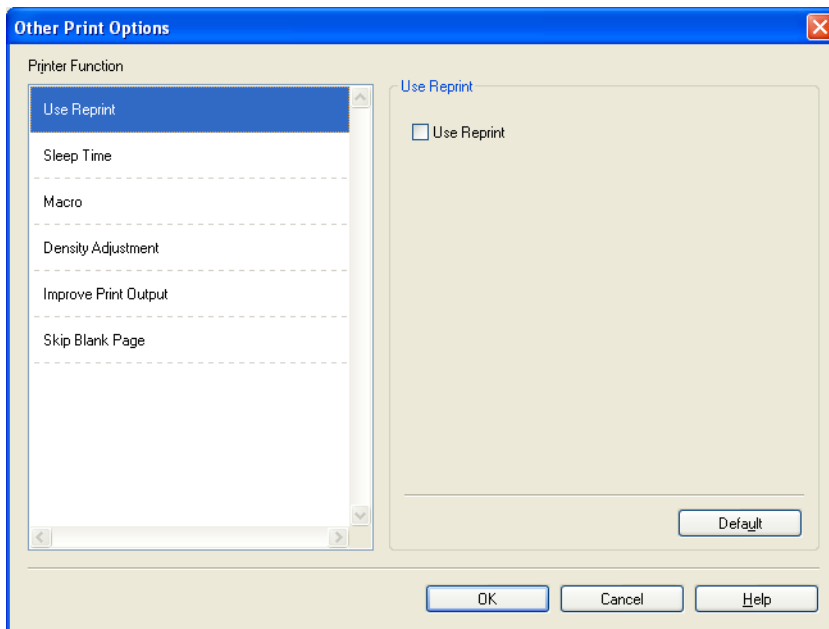 Other Print Options
Printer Function
Use Reprint
Sleep Time
Macro
Density Adjustment
Improve Print Output
Skip Blank Page
Use Reprint
Use Reprint
Default
OK
Cancel
Help